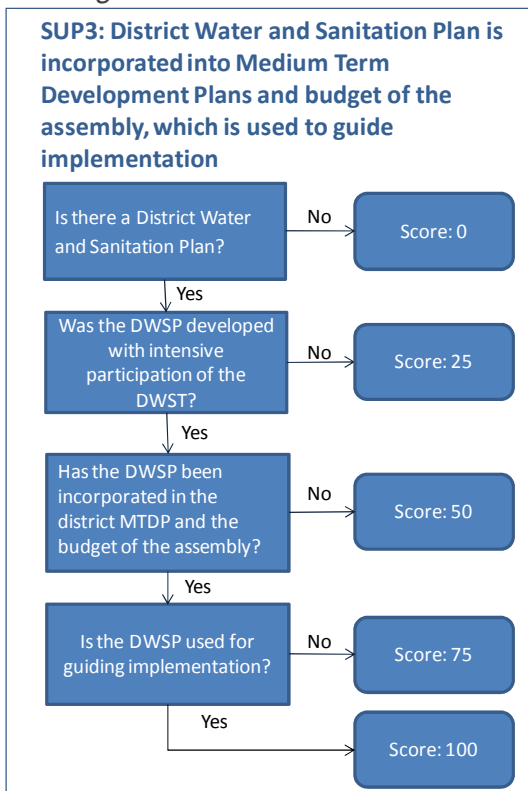 SUP3: District Water and Sanitation Plan is
incorporated into Medium Term
Development Plans and budget of the
assembly, which is used to guide
implementation
Is there a District Water
and Sanitation Plan?
No
Score: 0
Yes
Was the DWSP developed
with intensive
participation of the
DWST?
No
Score: 25
Yes
Has the DWSP been
incorporated in the
district MTDP and the
budget of the assembly?
No
Score: 50
Yes
Is the DWSP used for
guiding implementation?
No
Score: 75
Yes
Score: 100